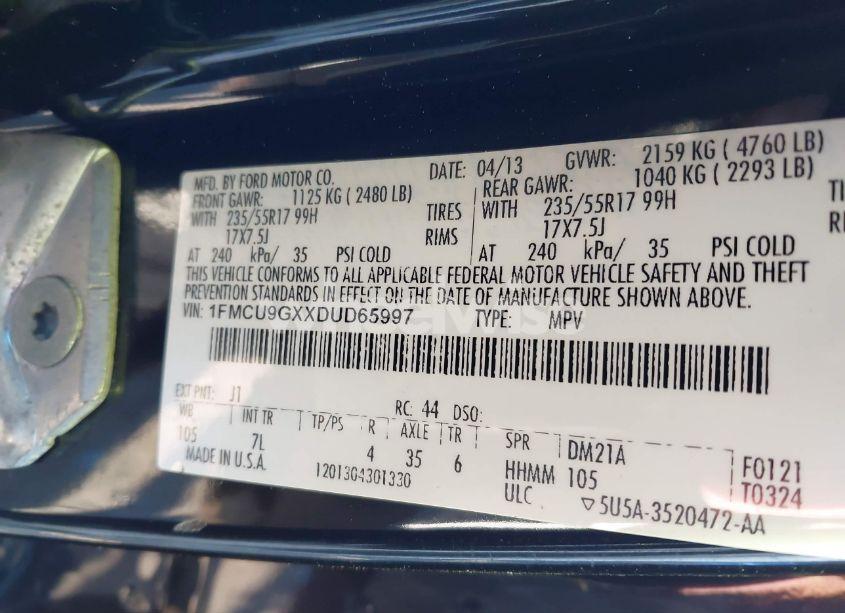 MFD. BY FORD MOTOR CO. DATE: 04/13 GVWR: 2159 KG ( 4760 LB)
FRONT GAWR: 1125 KG ( 2480 LB) REAR GAWR: 1040 KG ( 2293 LB)
WITH 235/55R17 99H TIRES WITH 235/55R17 99H TI
17X7.5J RIMS 17X7.5J
AT 240 kPa/ 35 PSI COLD AT 240 kPa/ 35 PSI COLD
THIS VEHICLE CONFORMS TO ALL APPLICABLE FEDERAL MOTOR VEHICLE SAFETY AND THEFT
PREVENTION STANDARDS IN EFFECT ON THE DATE OF MANUFACTURE SHOWN ABOVE.
VIN: 1FMCU9GXXDUD65997 TYPE: MPV
EXT PNT: J1 RC: 44 DSO:
WB INT TR TP/PS R AXLE TR SPR DM21A
105 7L 4 35 6 HHMM 105 F0121
MADE IN U.S.A. 1201304301330 ULC T0324
▽5U5A-3520472-AA